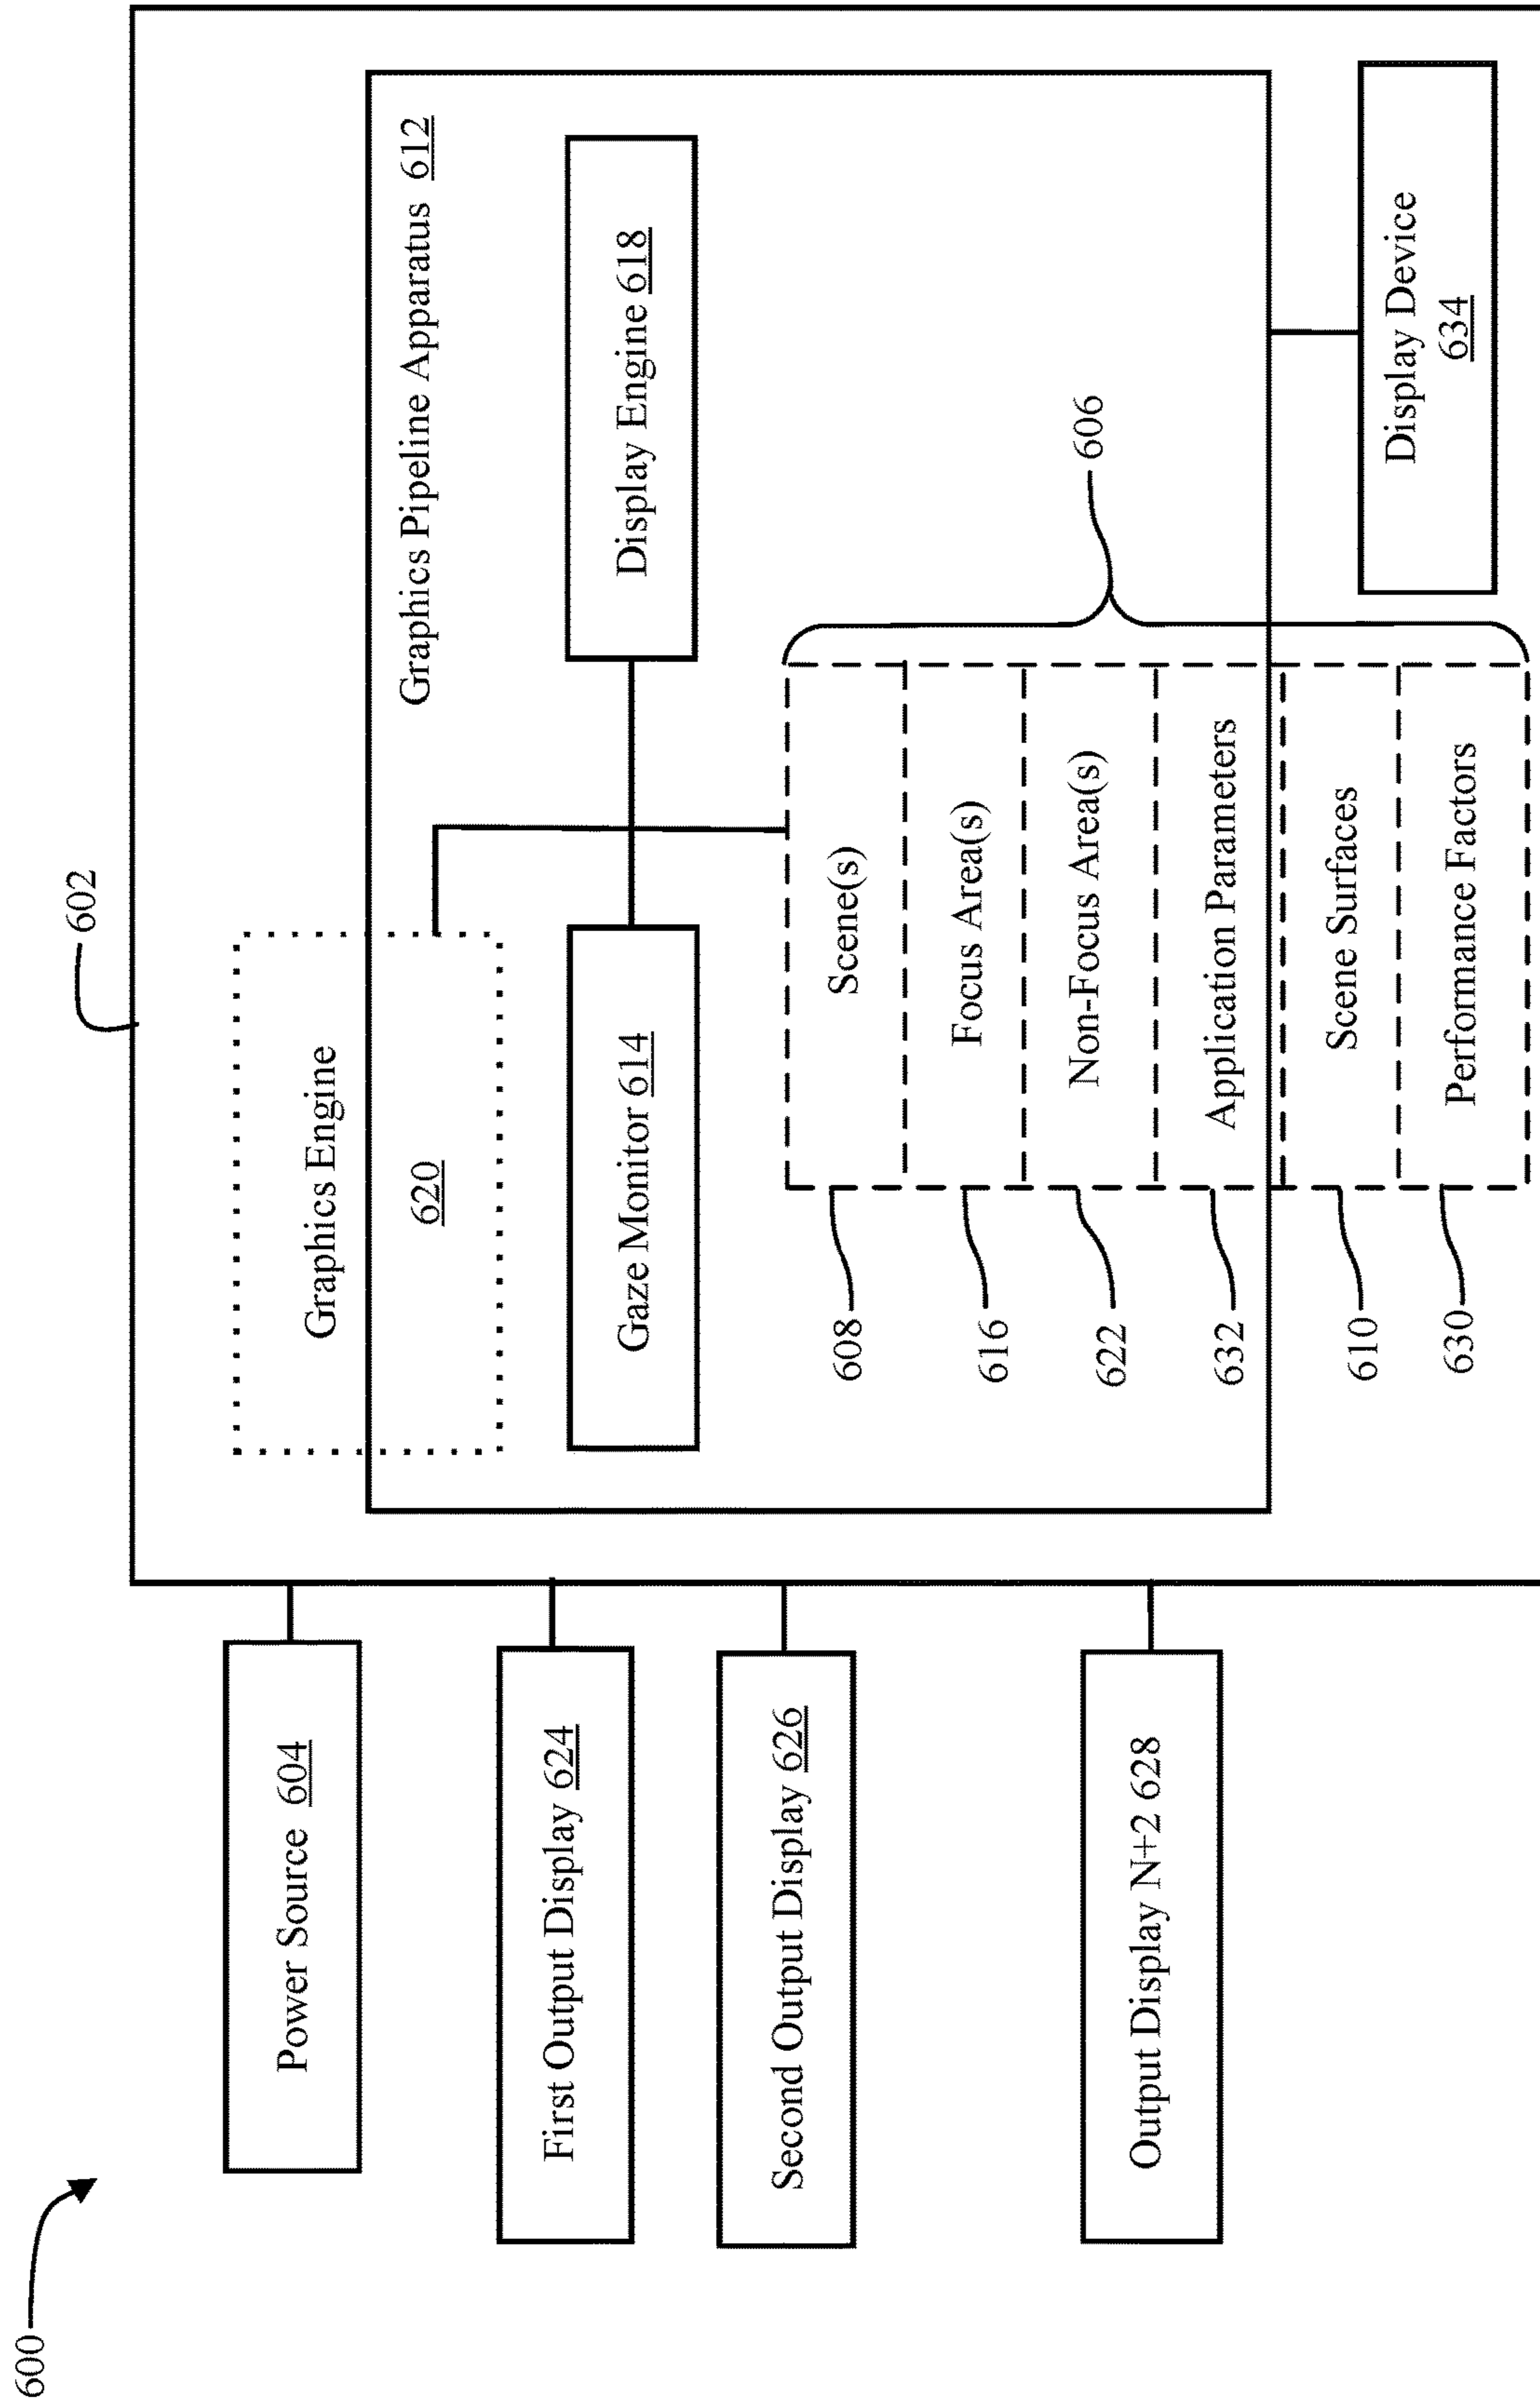 600
602
Power Source 604
First Output Display 624
Second Output Display 626
Output Display N+2 628
Graphics Engine
620
Graphics Pipeline Apparatus 612
Gaze Monitor 614
Display Engine 618
606
608
Scene(s)
616
Focus Area(s)
622
Non-Focus Area(s)
632
Application Parameters
610
Scene Surfaces
630
Performance Factors
Display Device
634